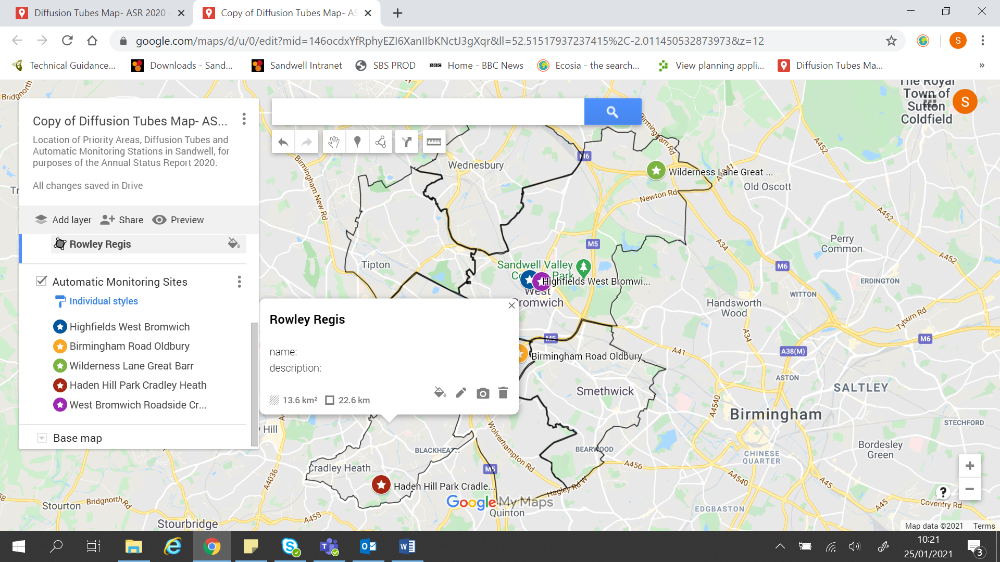 Diffusion Tubes Map- ASR 2020 -
Copy of Diffusion Tubes Map- AS
google.com/maps/d/u/0/edit?mid=146ocdxYfRphyEZI6XanIIbKNctJ3gXqr&ll=52.51517937237415%2C-2.011450532873973&z=12
S
Technical Guidance...
Downloads - Sand...
Sandwell Intranet
SBS PROD
BBC
Home - BBC News
Ecosia - the search...
View planning appli...
Diffusion Tubes Ma...
»
Copy of Diffusion Tubes Map- AS...
Location of Priority Areas, Diffusion Tubes and
Automatic Monitoring Stations in Sandwell, for
purposes of the Annual Status Report 2020.
All changes saved in Drive
Add layer
Share
Preview
Rowley Regis
Automatic Monitoring Sites
Individual styles
Highfields West Bromwich
Birmingham Road Oldbury
Wilderness Lane Great Barr
Haden Hill Park Cradley Heath
West Bromwich Roadside Cr...
Base map
Rowley Regis
name:
description:
13.6 km²
22.6 km
Bridgnorth
The Royal
Town of
Sutton
Coldfield
S
Birmingham Rd
A452
M6
Wednesbury
Wilderness Lane Great ...
A41
Old Oscott
Birmingham New Rd
Newton Rd
A452
M5
A34
Perry
Common
A452
Tipton
Sandwell Valley
Park
M6
Highfields West Bromwi...
West
Bromwich
ERDINGTON
WITTON
Handsworth
Wood
Tyburn Rd
A34
M5
M6
A41
A38(M)
Birmingham Road Oldbury
ASTON
SALTLEY
Smethwick
A4540
Birmingham
STECHFORD
Hill
Wolverhampton Rd
BLACKHEAT
BEARWOOD
Bordesley
Green
CHINESE
QUARTER
Cradley Heath
M5
A456
A4036
A4540
A45
Haden Hill Park Cradle...
Hagley Rd W
Google My Maps
Quinton
Stourton
Bridgnorth Rd
EDGBASTON
A45
Coventry Rd
A458
Stourbridge
Map data ©2021
Terms
10:21
25/01/2021
3